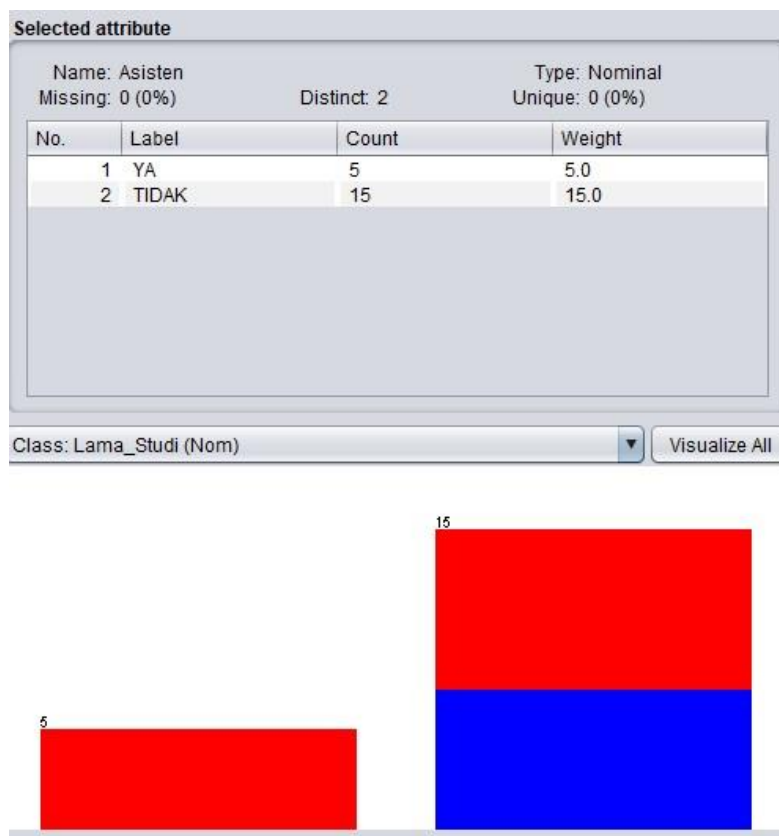 Selected attribute
Name: Asisten Type: Nominal
Missing: 0 (0%) Distinct: 2 Unique: 0 (0%)
No. Label Count Weight
1 YA 5 5.0
2 TIDAK 15 15.0
Class: Lama_Studi (Nom) Visualize All
15
5